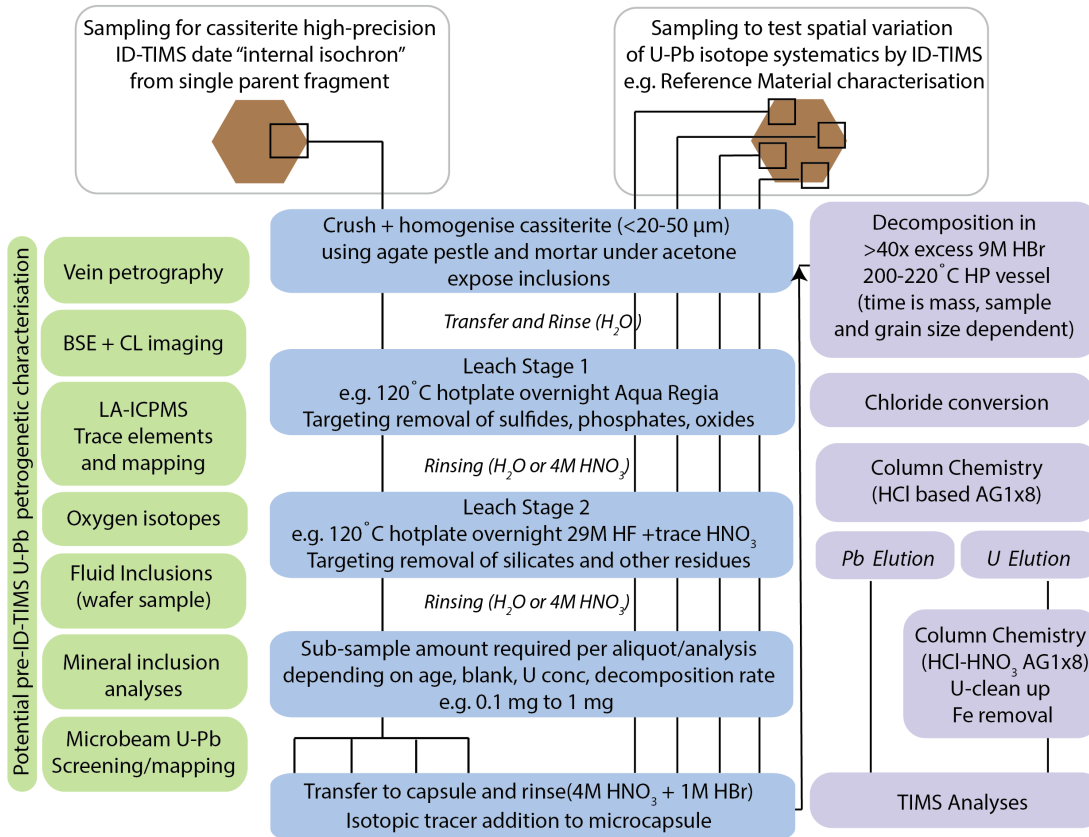 Sampling for cassiterite high-precision
ID-TIMS date “internal isochron”
from single parent fragment
Sampling to test spatial variation
of U-Pb isotope systematics by ID-TIMS
e.g. Reference Material characterisation
Potential pre-ID-TIMS U-Pb petrogenetic characterisation
Vein petrography
BSE + CL imaging
LA-ICPMS
Trace elements
and mapping
Oxygen isotopes
Fluid Inclusions
(wafer sample)
Mineral inclusion
analyses
Microbeam U-Pb
Screening/mapping
Crush + homogenise cassiterite (<20-50 µm)
using agate pestle and mortar under acetone
expose inclusions
Transfer and Rinse (H₂O)
Leach Stage 1
e.g. 120°C hotplate overnight Aqua Regia
Targeting removal of sulfides, phosphates, oxides
Rinsing (H₂O or 4M HNO₃)
Leach Stage 2
e.g. 120°C hotplate overnight 29M HF +trace HNO₃
Targeting removal of silicates and other residues
Rinsing (H₂O or 4M HNO₃)
Sub-sample amount required per aliquot/analysis
depending on age, blank, U conc, decomposition rate
e.g. 0.1 mg to 1 mg
Transfer to capsule and rinse(4M HNO₃ + 1M HBr)
Isotopic tracer addition to microcapsule
Decomposition in
>40x excess 9M HBr
200-220°C HP vessel
(time is mass, sample
and grain size dependent)
Chloride conversion
Column Chemistry
(HCl based AG1x8)
Pb Elution
U Elution
Column Chemistry
(HCl-HNO₃ AG1x8)
U-clean up
Fe removal
TIMS Analyses